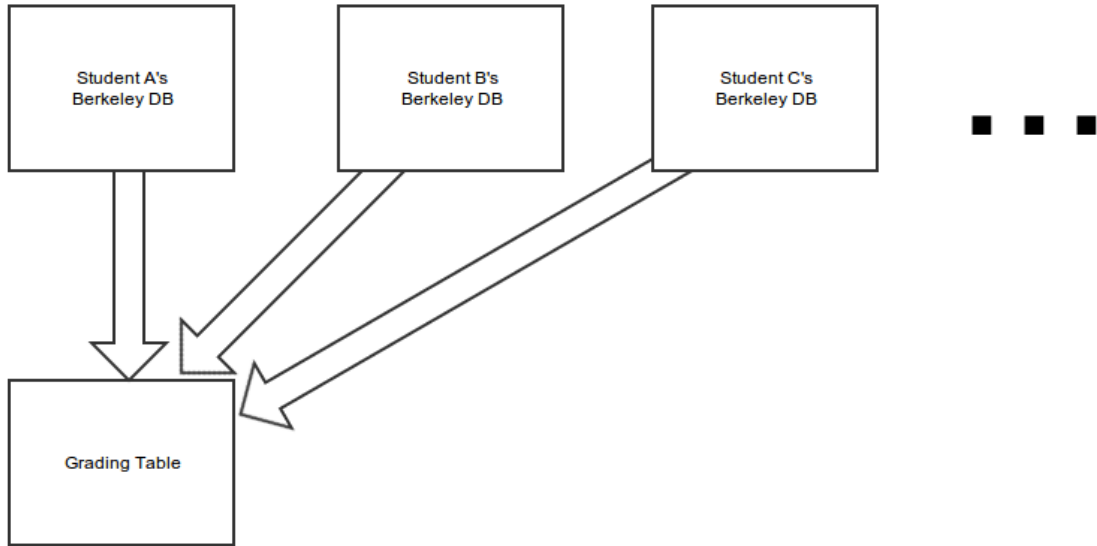 Student A's
Berkeley DB
Student B's
Berkeley DB
Student C's
Berkeley DB
Grading Table